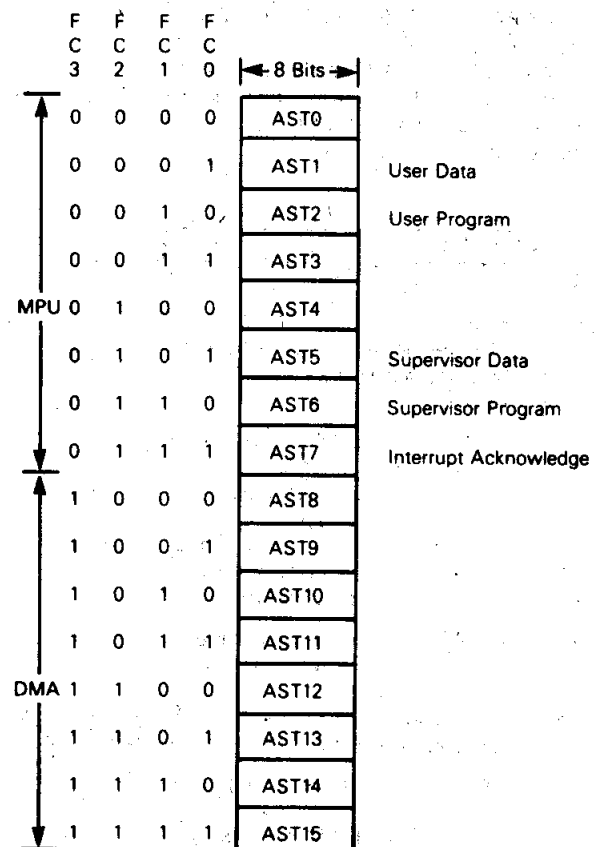 F F F F
C C C C
3 2 1 0 8 Bits
0 0 0 0 AST0
0 0 0 1 AST1 User Data
0 0 1 0 AST2 User Program
0 0 1 1 AST3
MPU 0 1 0 0 AST4
0 1 0 1 AST5 Supervisor Data
0 1 1 0 AST6 Supervisor Program
0 1 1 1 AST7 Interrupt Acknowledge
1 0 0 0 AST8
1 0 0 1 AST9
1 0 1 0 AST10
1 0 1 1 AST11
DMA 1 1 0 0 AST12
1 1 0 1 AST13
1 1 1 0 AST14
1 1 1 1 AST15